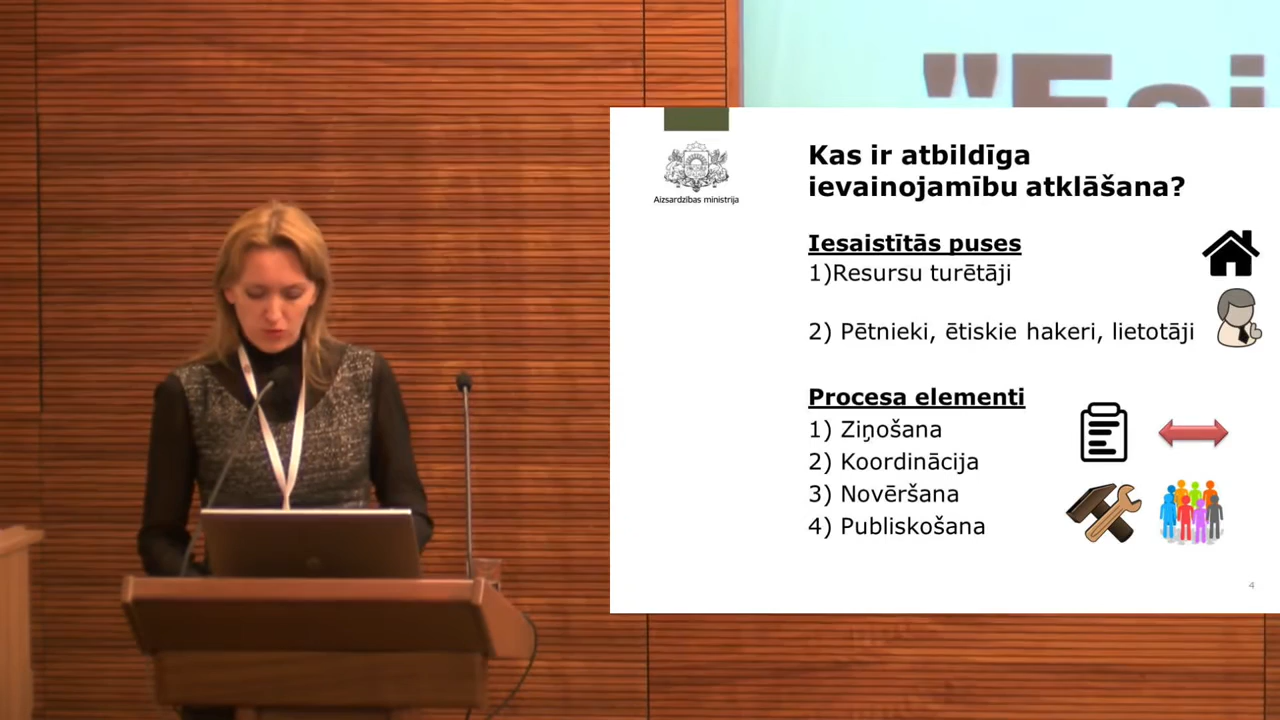 "Esi
Aizsardzības ministrija
Kas ir atbildīga
ievainojamību atklāšana?
Iesaistītās puses
1)Resursu turētāji
2) Pētnieki, ētiskie hakeri, lietotāji
Procesa elementi
1) Ziņošana
2) Koordinācija
3) Novēršana
4) Publiskošana
4